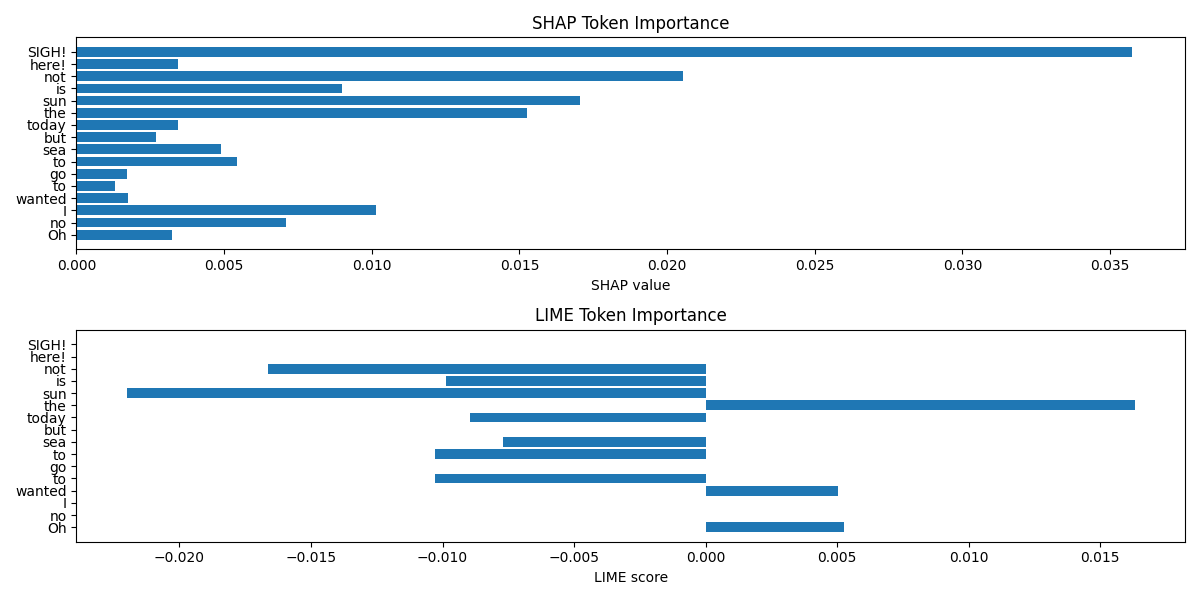 SHAP Token Importance
SIGH!
here!
not
is
sun
the
today
but
sea
to
go
to
wanted
I
no
Oh
0.000 0.005 0.010 0.015 0.020 0.025 0.030 0.035
SHAP value
LIME Token Importance
SIGH!
here!
not
is
sun
the
today
but
sea
to
go
to
wanted
I
no
Oh
−0.020 −0.015 −0.010 −0.005 0.000 0.005 0.010 0.015
LIME score